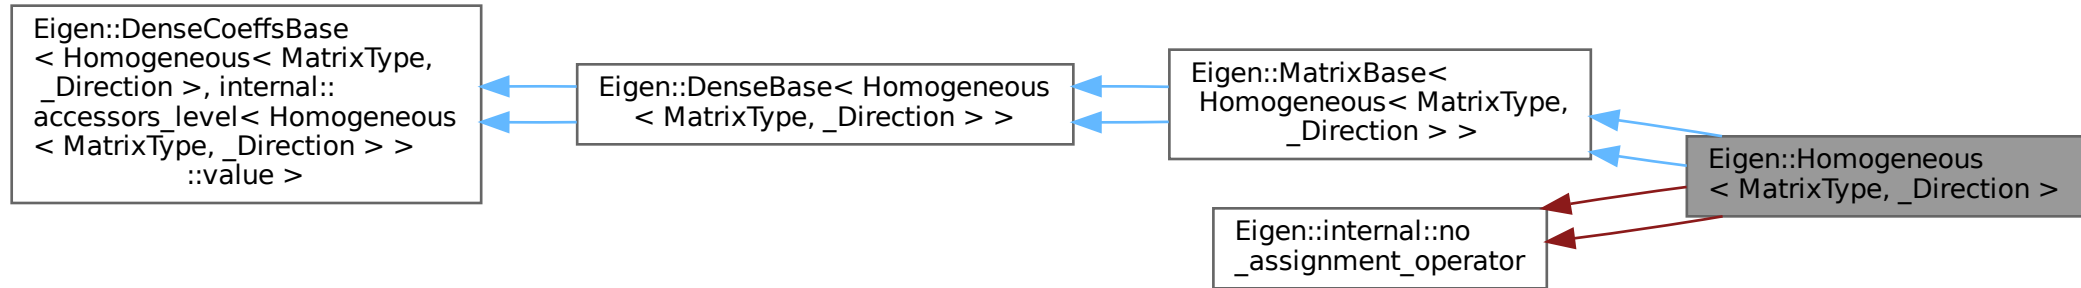 Eigen::DenseCoeffsBase
< Homogeneous< MatrixType,
_Direction >, internal::
accessors_level< Homogeneous
< MatrixType, _Direction > >
::value >
Eigen::DenseBase< Homogeneous
< MatrixType, _Direction > >
Eigen::MatrixBase<
Homogeneous< MatrixType,
_Direction > >
Eigen::internal::no
_assignment_operator
Eigen::Homogeneous
< MatrixType, _Direction >